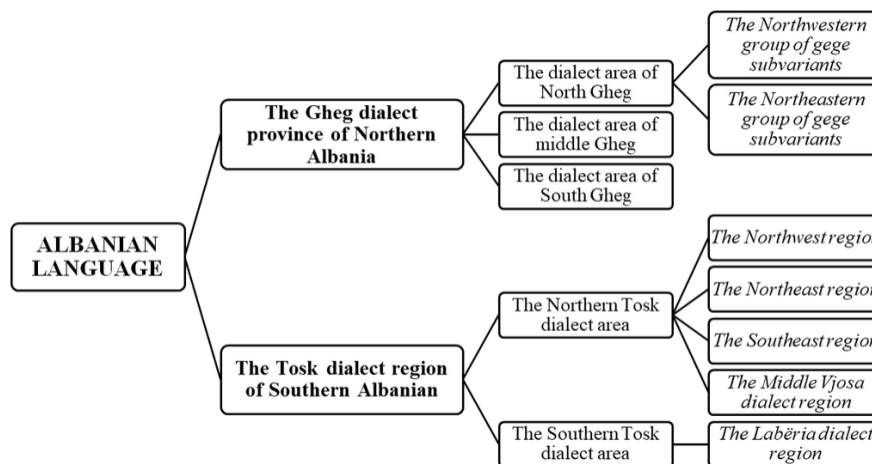 ALBANIAN
LANGUAGE
The Gheg dialect
province of Northern
Albania
The dialect area of
North Gheg
The Northwestern
group of gege
subvariants
The Northeastern
group of gege
subvariants
The dialect area of
middle Gheg
The dialect area of
South Gheg
The Tosk dialect region
of Southern Albanian
The Northern Tosk
dialect area
The Northwest region
The Northeast region
The Southeast region
The Middle Vjosa
dialect region
The Southern Tosk
dialect area
The Labëria dialect
region